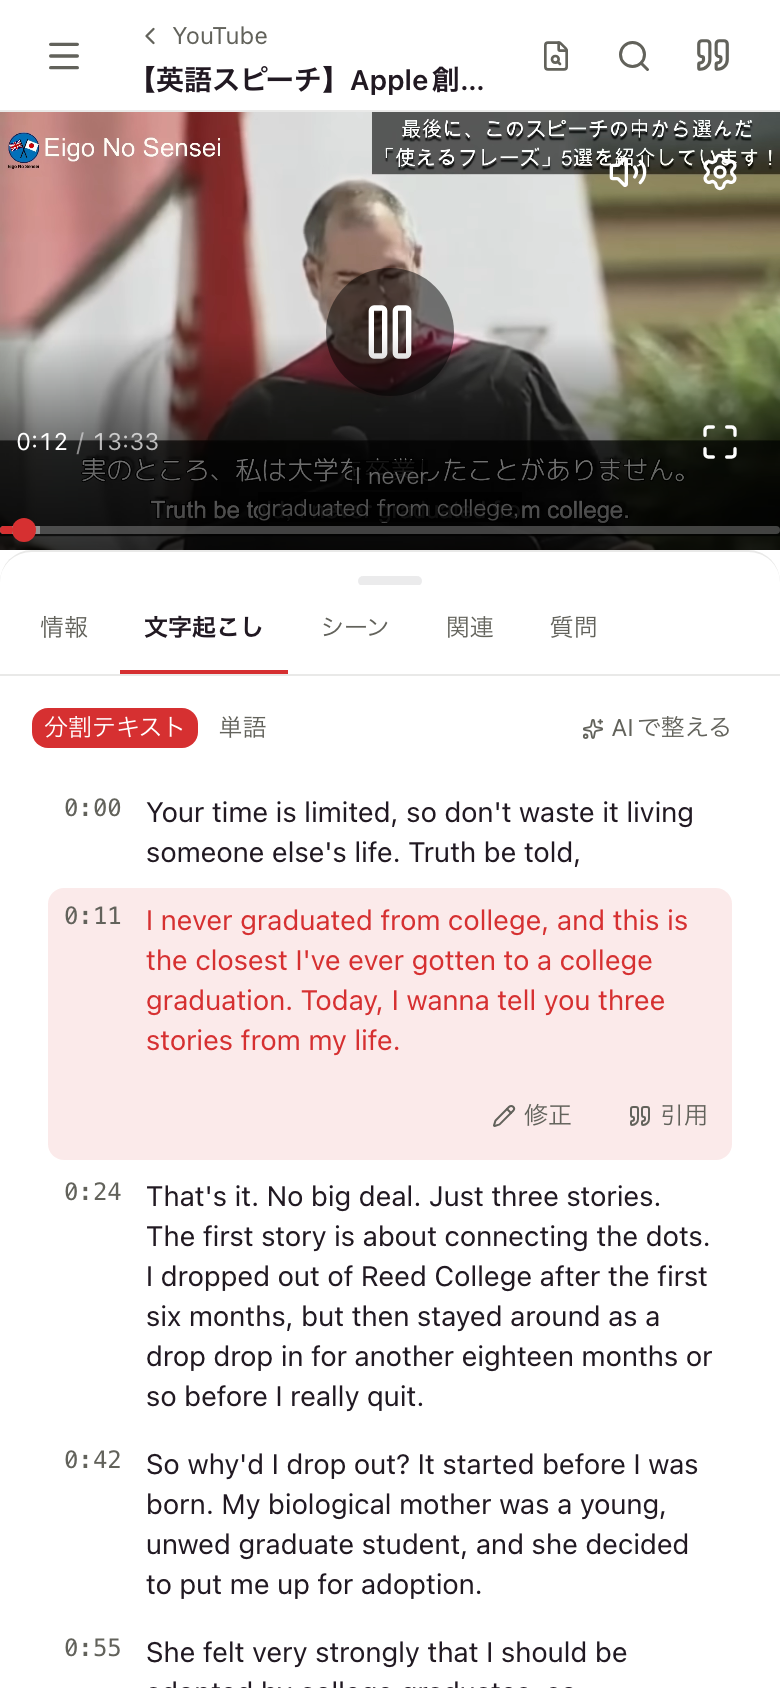 YouTube
【英語スピーチ】Apple創...
Eigo No Sensei
最後に、このスピーチの中から選んだ
「使えるフレーズ」5選を紹介しています！
0:12 / 13:33
実のところ、私は大学を卒業したことがありません。
I never
graduated from college,
Truth be told, I never graduated from college.
情報
文字起こし
シーン
関連
質問
分割テキスト
単語
AIで整える
0:00
Your time is limited, so don't waste it living
someone else's life. Truth be told,
0:11
I never graduated from college, and this is
the closest I've ever gotten to a college
graduation. Today, I wanna tell you three
stories from my life.
修正
引用
0:24
That's it. No big deal. Just three stories.
The first story is about connecting the dots.
I dropped out of Reed College after the first
six months, but then stayed around as a
drop drop in for another eighteen months or
so before I really quit.
0:42
So why'd I drop out? It started before I was
born. My biological mother was a young,
unwed graduate student, and she decided
to put me up for adoption.
0:55
She felt very strongly that I should be
adopted by college graduates, so